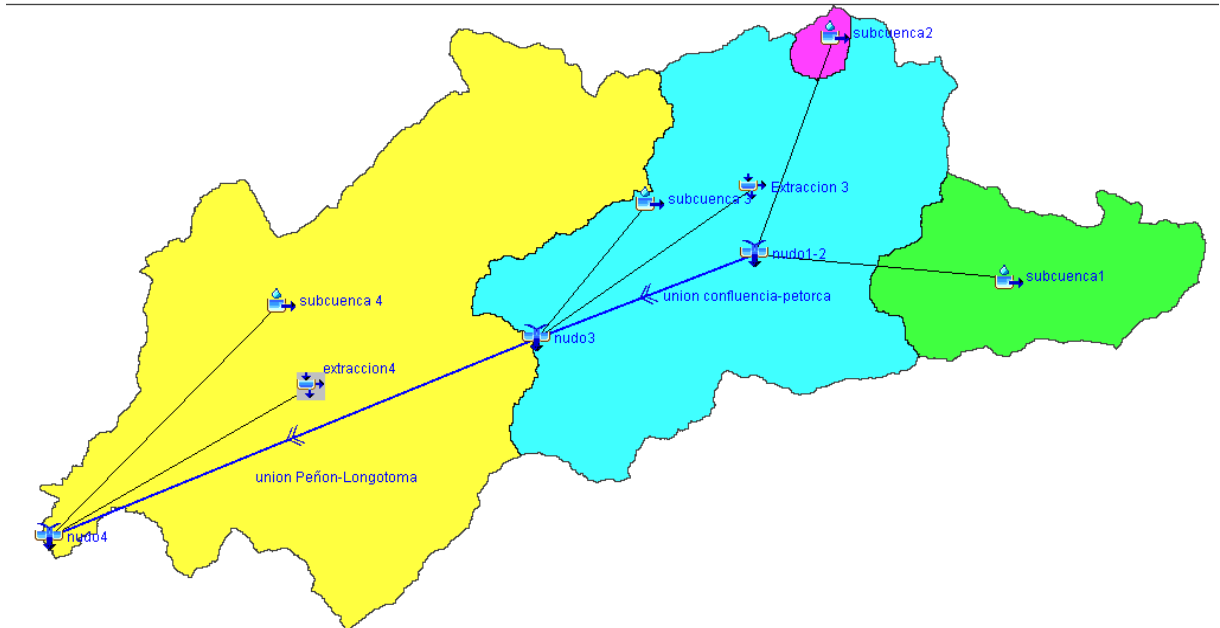 subcuenca2
Extraccion 3
subcuenca 3
nudo1-2
subcuenca1
union confluencia-petorca
subcuenca 4
nudo3
extraccion4
union Peñon-Longotoma
nudo4